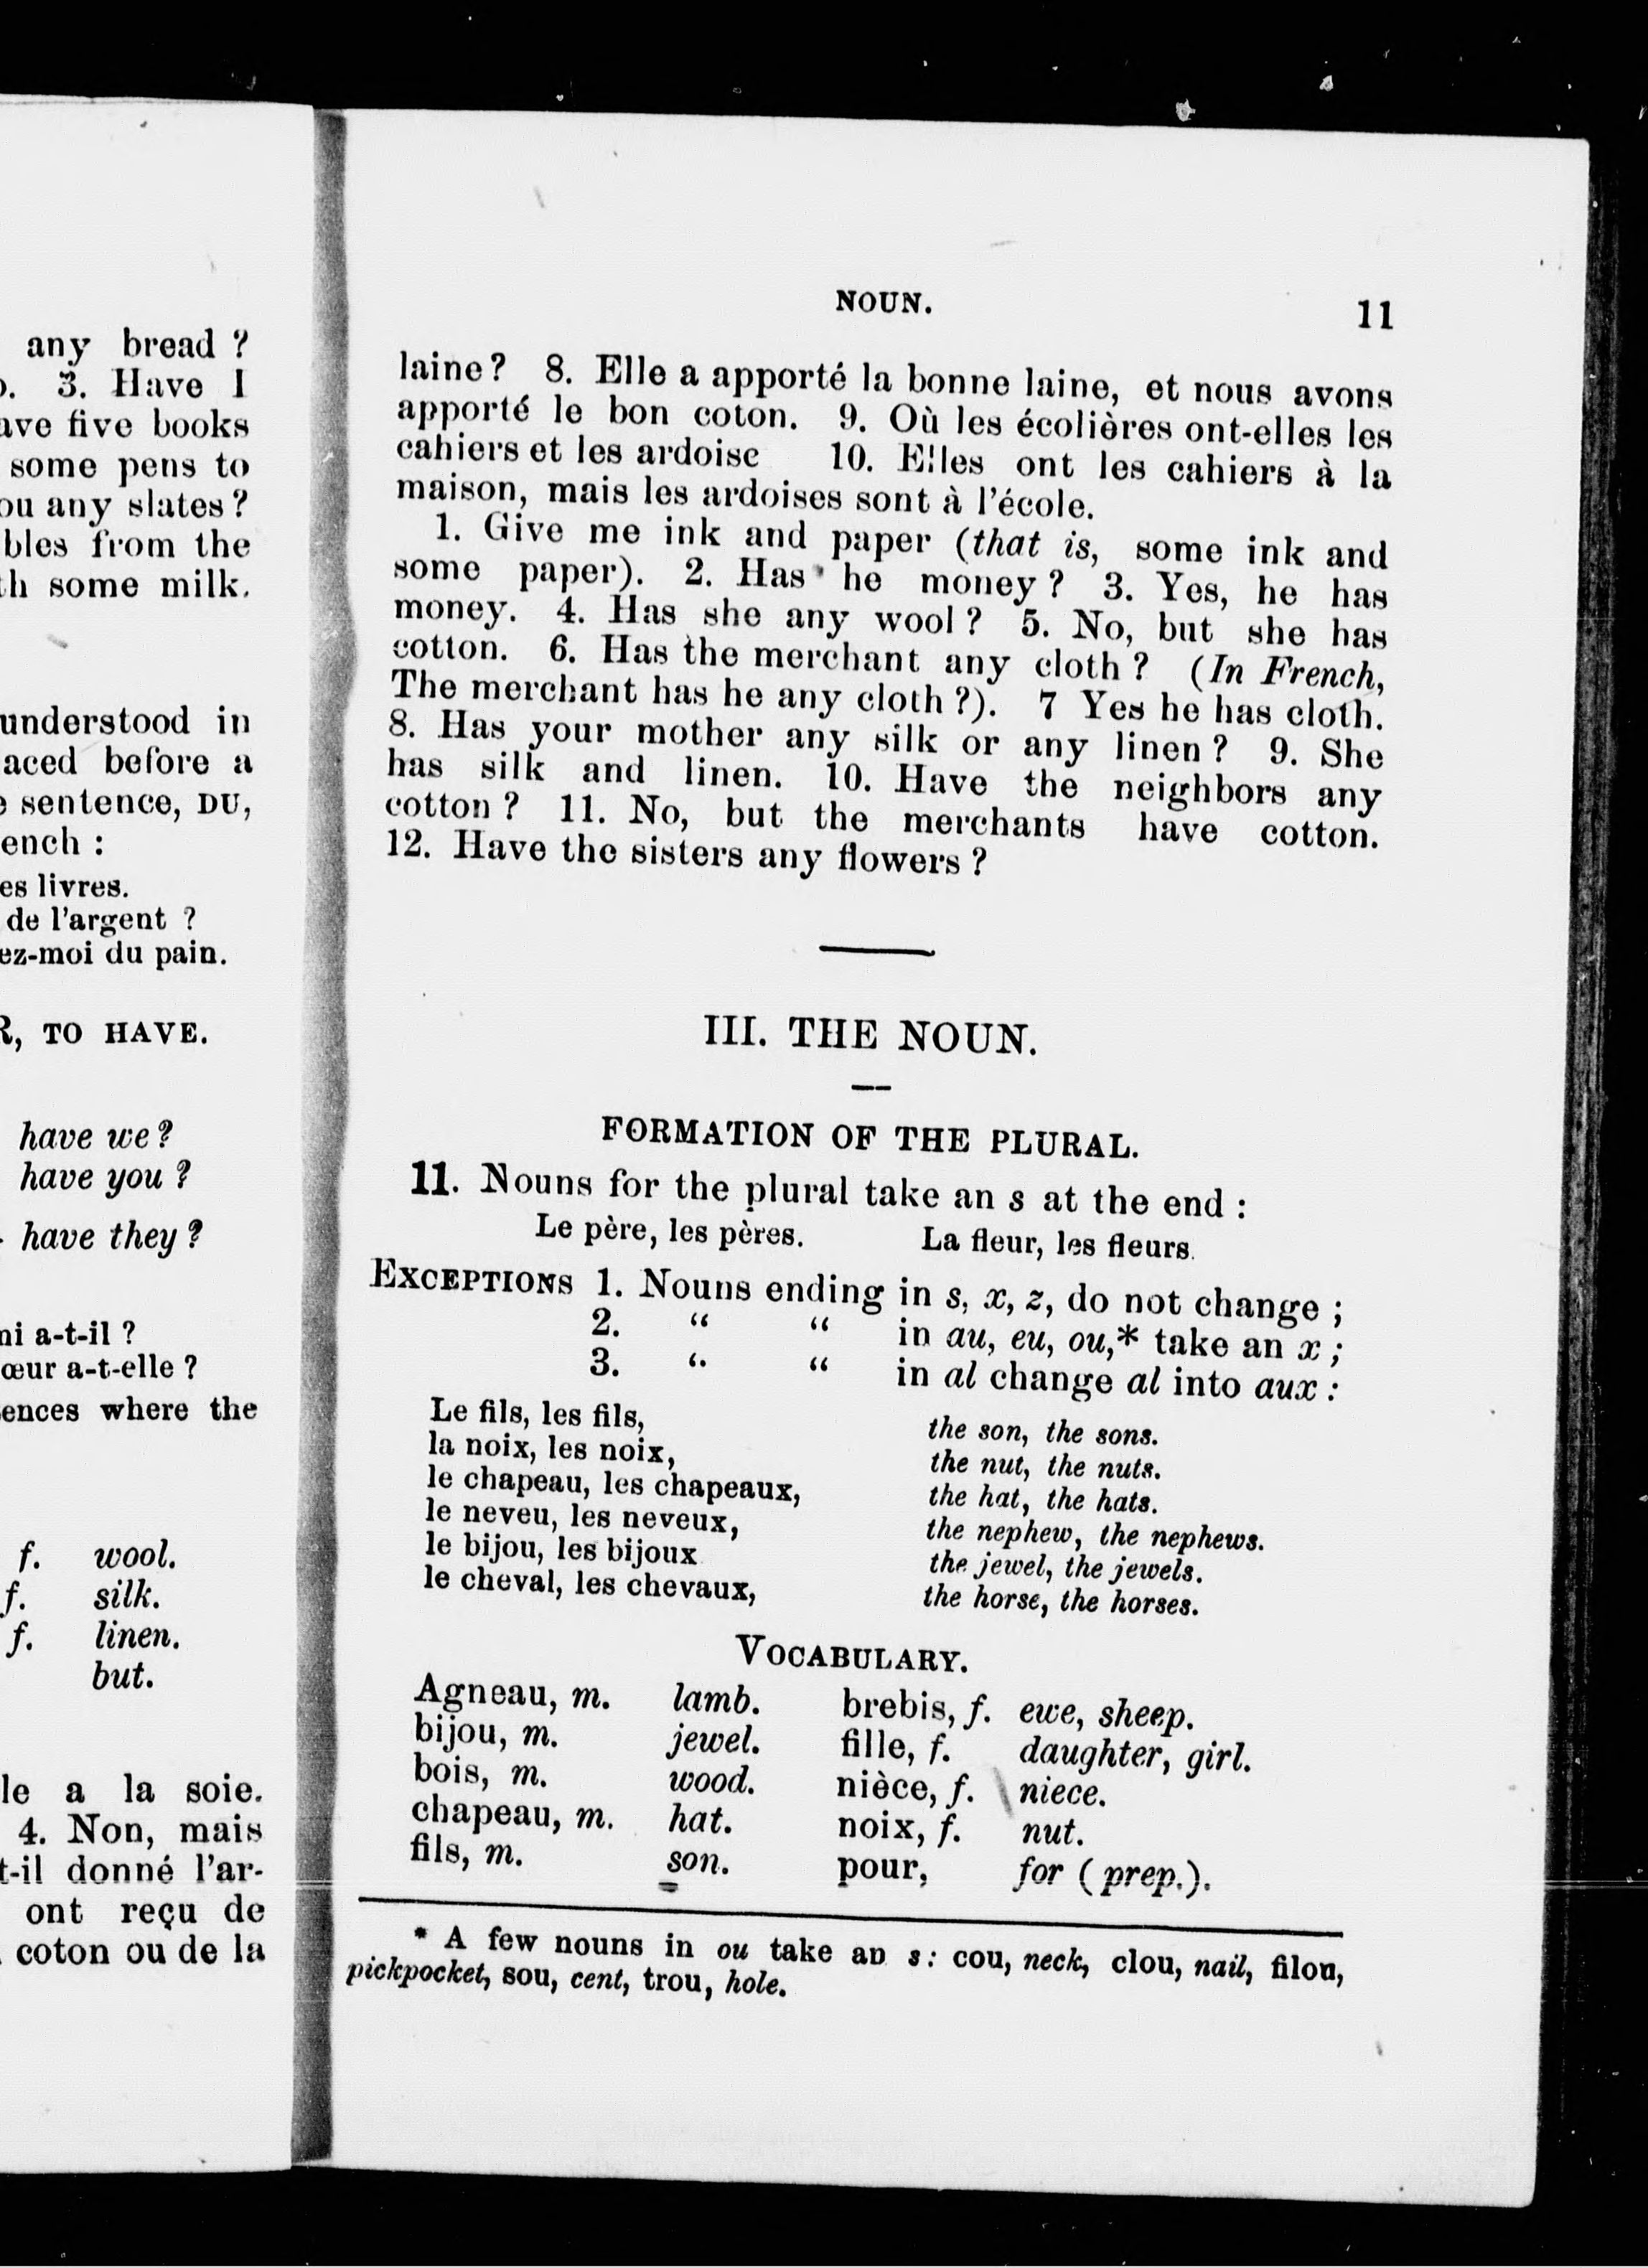 any bread ?
3. Have I
ave five books
some pens to
ou any slates ?
bles from the
th some milk.
understood in
aced before a
sentence, DU,
ench :
es livres.
de l'argent ?
ez-moi du pain.
R, TO HAVE.
have we ?
have you ?
have they ?
ni a-t-il ?
œur a-t-elle ?
ences where the
f. wool.
f. silk.
f. linen.
but.
le a la soie.
4. Non, mais
t-il donné l'ar-
ont reçu de
coton ou de la
NOUN.
11
laine? 8. Elle a apporté la bonne laine, et nous avons
apporté le bon coton. 9. Où les écolières ont-elles les
cahiers et les ardoise 10. Elles ont les cahiers à la
maison, mais les ardoises sont à l'école.
1. Give me ink and paper (that is, some ink and
some paper). 2. Has he money ? 3. Yes, he has
money. 4. Has she any wool ? 5. No, but she has
cotton. 6. Has the merchant any cloth ? (In French,
The merchant has he any cloth ?). 7 Yes he has cloth.
8. Has your mother any silk or any linen ? 9. She
has silk and linen. 10. Have the neighbors any
cotton ? 11. No, but the merchants have cotton.
12. Have the sisters any flowers ?
III. THE NOUN.
FORMATION OF THE PLURAL.
11. Nouns for the plural take an s at the end :
Le père, les pères. La fleur, les fleurs.
EXCEPTIONS 1. Nouns ending in s, x, z, do not change ;
2. “ “ in au, eu, ou,* take an x ;
3. “ “ in al change al into aux :
Le fils, les fils, the son, the sons.
la noix, les noix, the nut, the nuts.
le chapeau, les chapeaux, the hat, the hats.
le neveu, les neveux, the nephew, the nephews.
le bijou, les bijoux the jewel, the jewels.
le cheval, les chevaux, the horse, the horses.
VOCABULARY.
Agneau, m. lamb. brebis, f. ewe, sheep.
bijou, m. jewel. fille, f. daughter, girl.
bois, m. wood. nièce, f. niece.
chapeau, m. hat. noix, f. nut.
fils, m. son. pour, for (prep.).
* A few nouns in ou take an s : cou, neck, clou, nail, filou,
pickpocket, sou, cent, trou, hole.